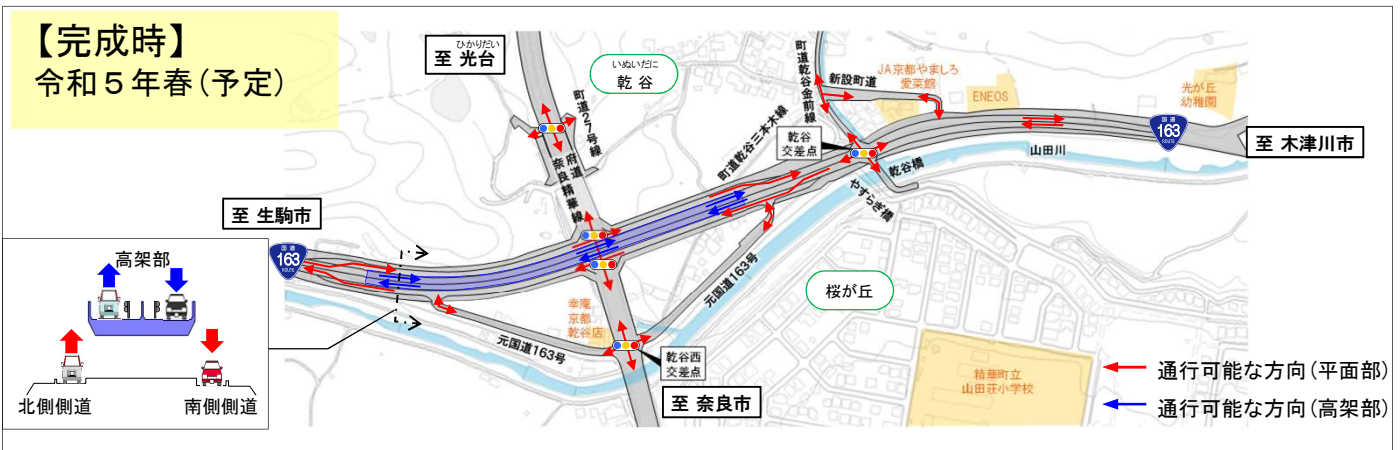 【完成時】
令和５年春(予定)
ひかりだい
至 光台
いぬいだに
乾 谷
町道27号線
府道
奈良精華線
町道乾谷三本木線
町道乾谷金前線
新設町道
JA京都やましろ
愛菜館
ENEOS
光が丘
幼稚園
国道
163
ROUTE
至 木津川市
乾谷
交差点
乾谷橋
やすらぎ橋
山田川
至 生駒市
国道
163
ROUTE
高架部
北側側道
南側側道
元国道163号
元国道163号
幸庵
京都
乾谷店
乾谷西
交差点
至 奈良市
桜が丘
精華町立
山田荘小学校
通行可能な方向(平面部)
通行可能な方向(高架部)